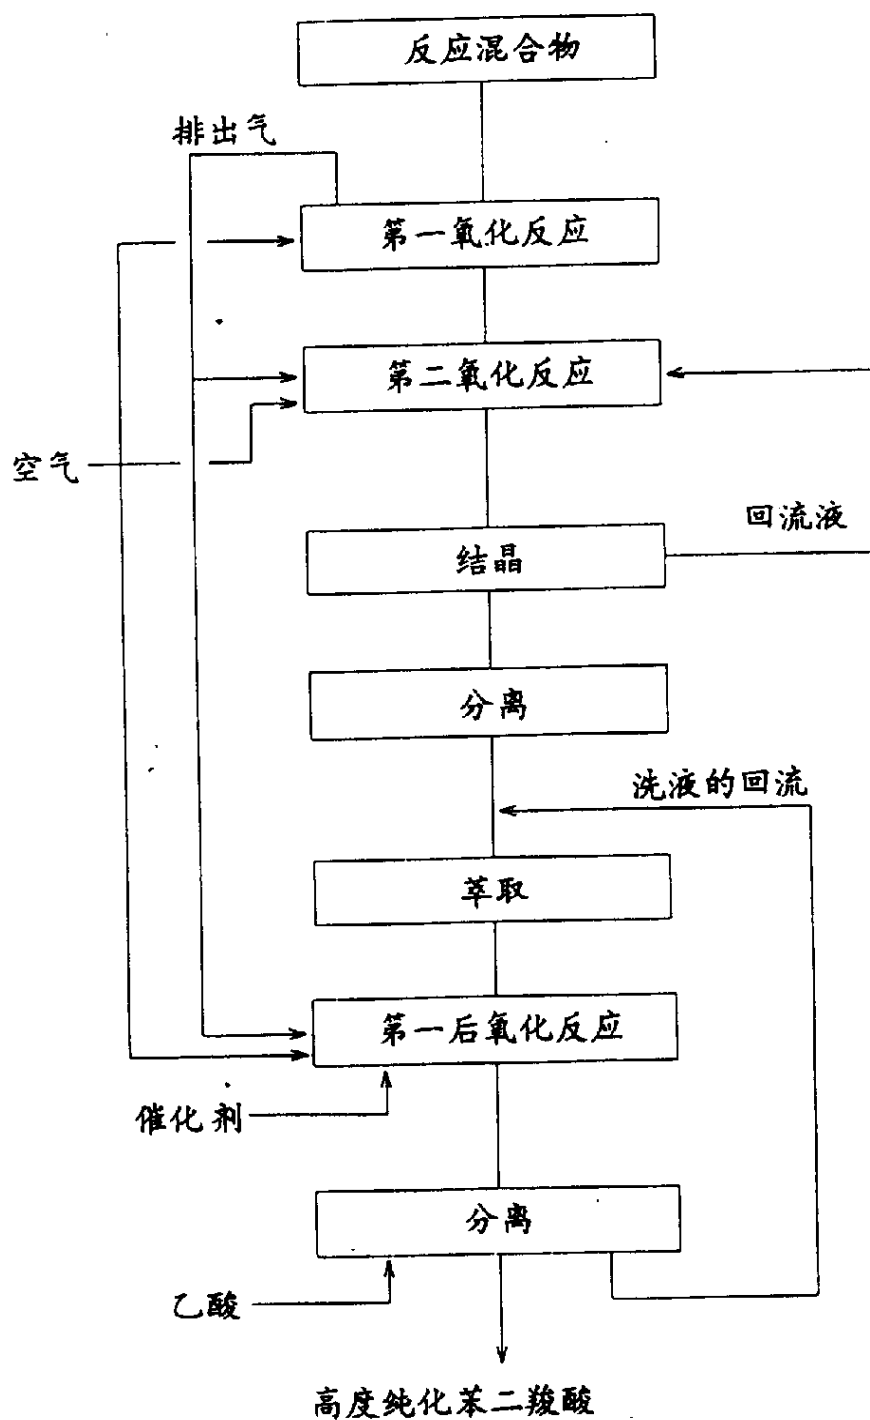 反应混合物
排出气
第一氧化反应
第二氧化反应
空气
回流液
结晶
分离
洗液的回流
萃取
第一后氧化反应
催化剂
分离
乙酸
高度纯化苯二羧酸